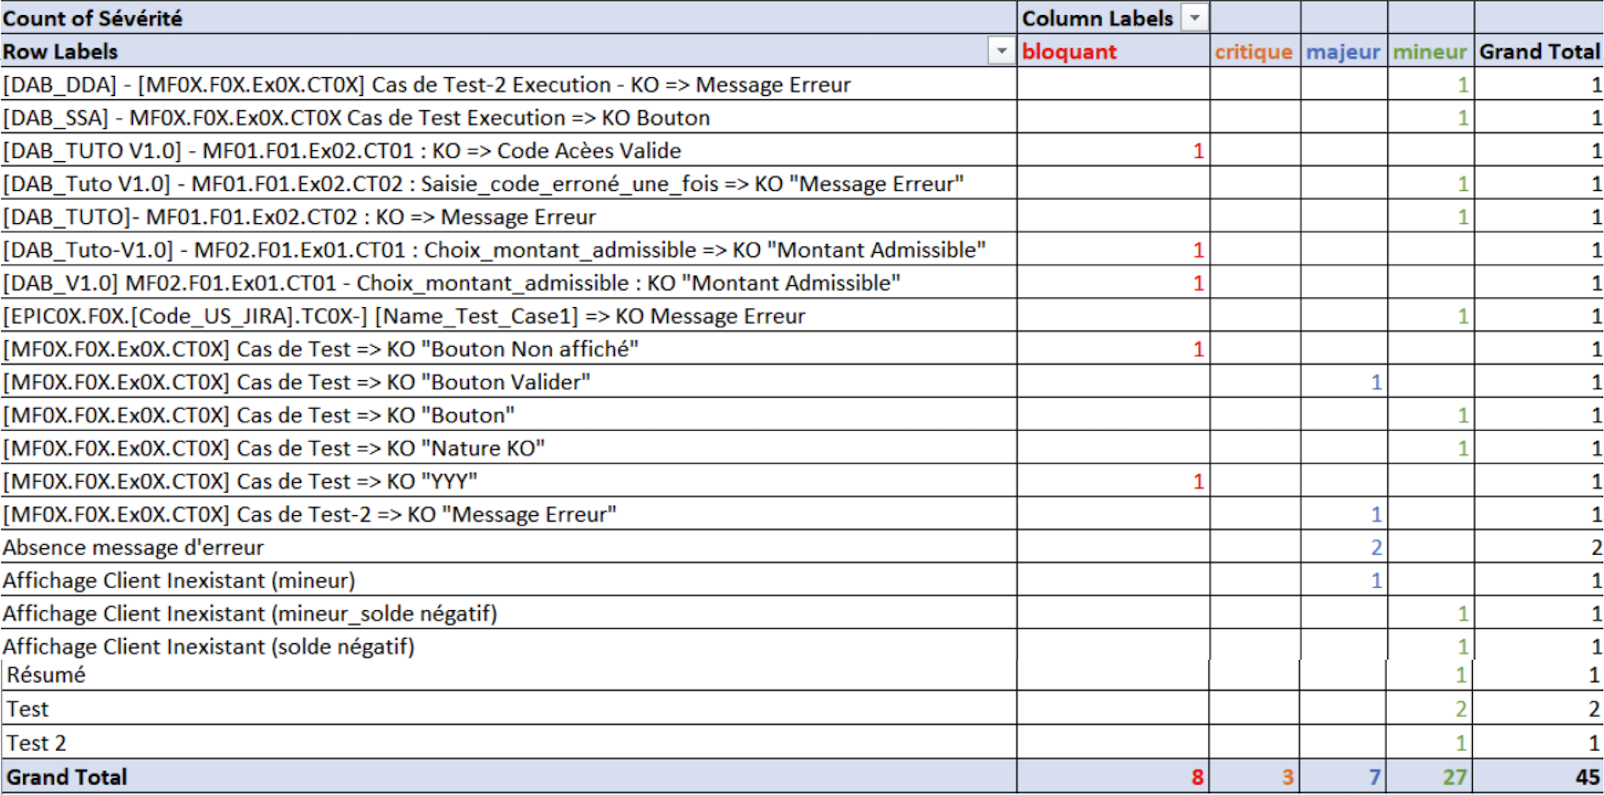 Count of Sévérité Column Labels
Row Labels bloquant critique majeur mineur Grand Total
[DAB_DDA] - [MF0X.F0X.Ex0X.CT0X] Cas de Test-2 Execution - KO => Message Erreur 1 1
[DAB_SSA] - MF0X.F0X.Ex0X.CT0X Cas de Test Execution => KO Bouton 1 1
[DAB_TUTO V1.0] - MF01.F01.Ex02.CT01 : KO => Code Acèes Valide 1 1
[DAB_Tuto V1.0] - MF01.F01.Ex02.CT02 : Saisie_code_erroné_une_fois => KO "Message Erreur" 1 1
[DAB_TUTO]- MF01.F01.Ex02.CT02 : KO => Message Erreur 1 1
[DAB_Tuto-V1.0] - MF02.F01.Ex01.CT01 : Choix_montant_admissible => KO "Montant Admissible" 1 1
[DAB_V1.0] MF02.F01.Ex01.CT01 - Choix_montant_admissible : KO "Montant Admissible" 1 1
[EPIC0X.F0X.[Code_US_JIRA].TC0X-] [Name_Test_Case1] => KO Message Erreur 1 1
[MF0X.F0X.Ex0X.CT0X] Cas de Test => KO "Bouton Non affiché" 1 1
[MF0X.F0X.Ex0X.CT0X] Cas de Test => KO "Bouton Valider" 1 1
[MF0X.F0X.Ex0X.CT0X] Cas de Test => KO "Bouton" 1 1
[MF0X.F0X.Ex0X.CT0X] Cas de Test => KO "Nature KO" 1 1
[MF0X.F0X.Ex0X.CT0X] Cas de Test => KO "YYY" 1 1
[MF0X.F0X.Ex0X.CT0X] Cas de Test-2 => KO "Message Erreur" 1 1
Absence message d'erreur 2 2
Affichage Client Inexistant (mineur) 1 1
Affichage Client Inexistant (mineur_solde négatif) 1 1
Affichage Client Inexistant (solde négatif) 1 1
Résumé 1 1
Test 2 2
Test 2 1 1
Grand Total 8 3 7 27 45